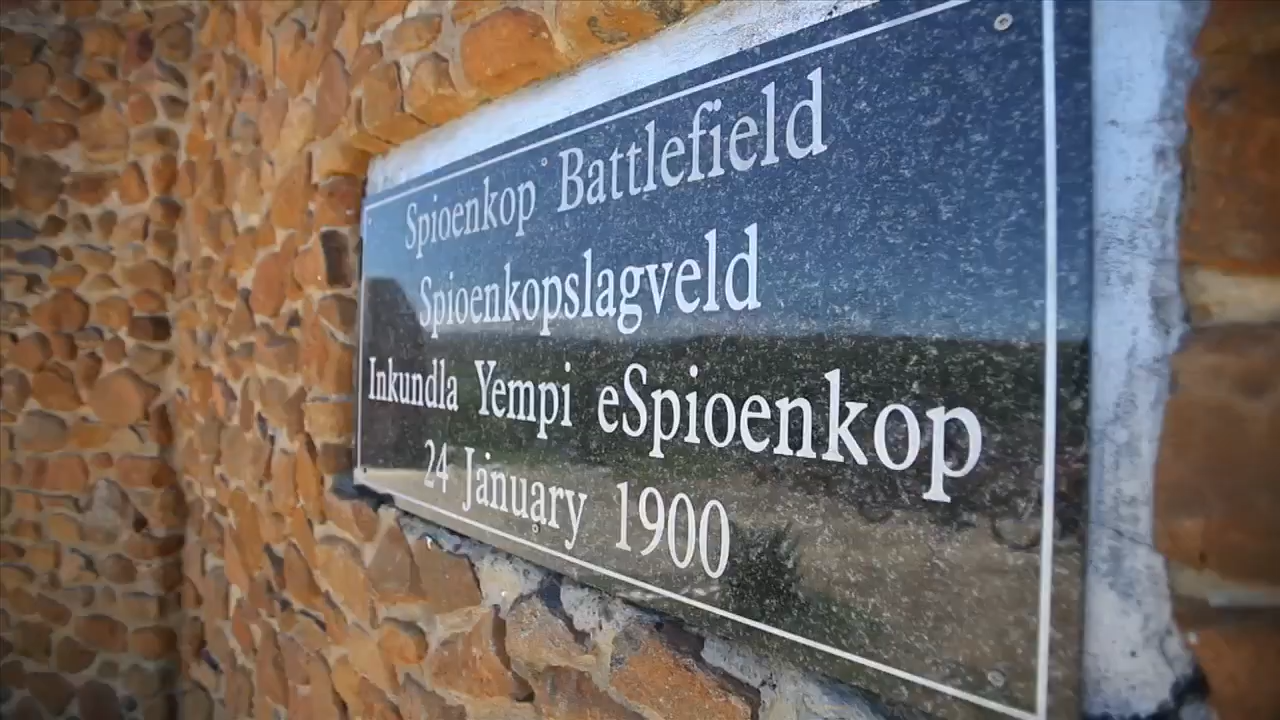 Spioenkop Battlefield
Spioenkopslagveld
Inkundla Yempi eSpioenkop
24 January 1900